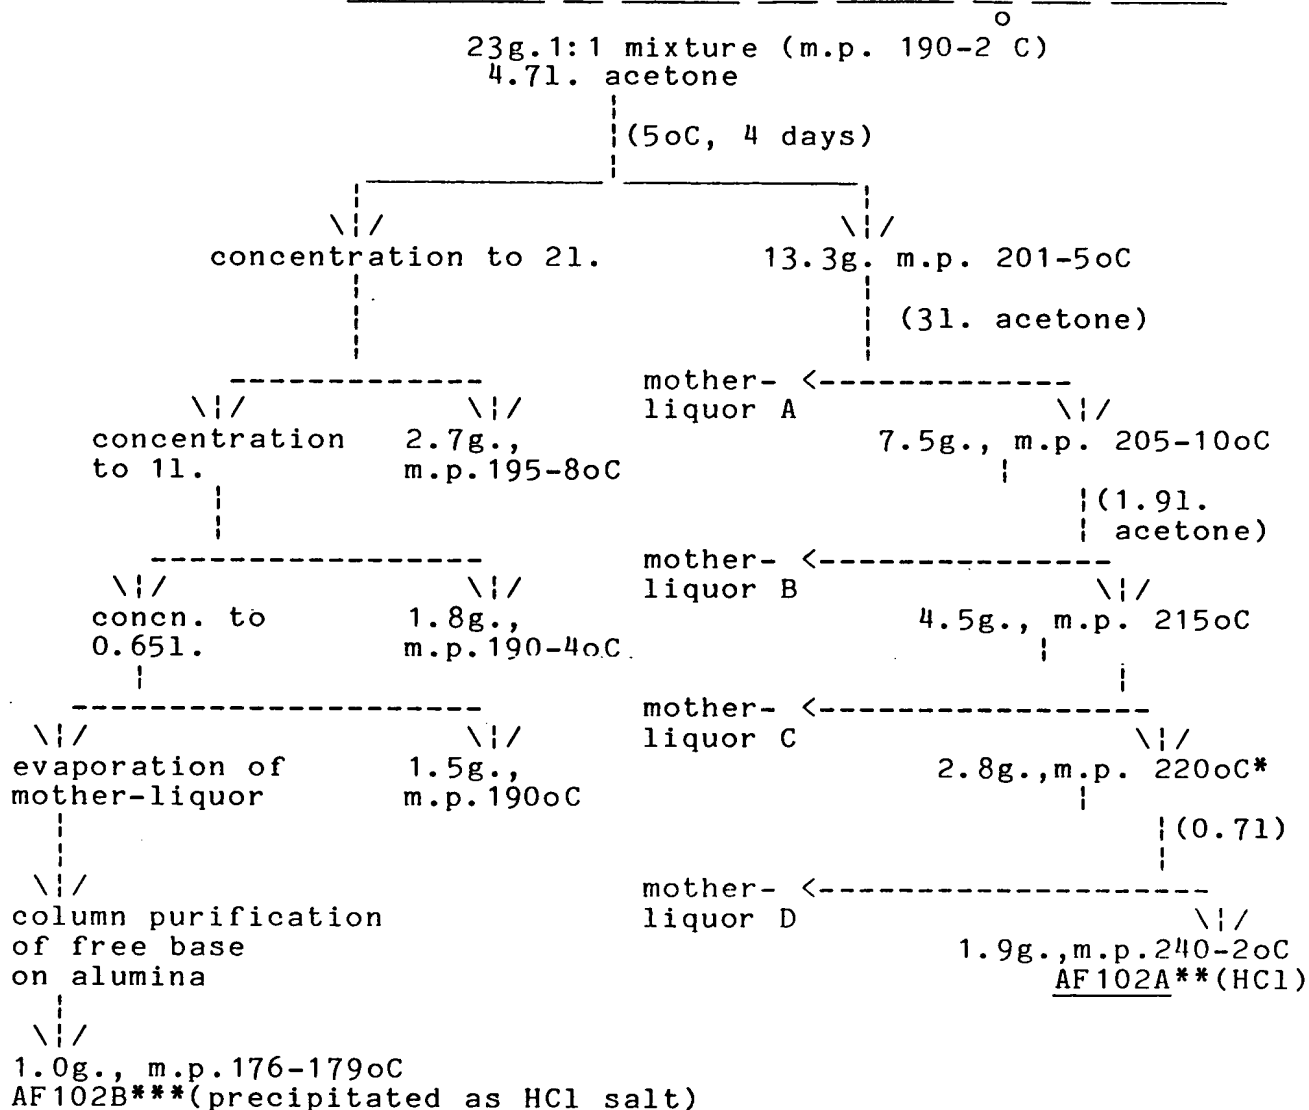 23g.1:1 mixture (m.p. 190-2 °C)
4.7l. acetone
(5oC, 4 days)
concentration to 2l.
13.3g. m.p. 201-5oC
(3l. acetone)
mother-
liquor A
concentration
to 1l.
2.7g.,
m.p.195-8oC
7.5g., m.p. 205-10oC
(1.9l.
acetone)
mother-
liquor B
concn. to
0.65l.
1.8g.,
m.p.190-4oC.
4.5g., m.p. 215oC
mother-
liquor C
evaporation of
mother-liquor
1.5g.,
m.p.190oC
2.8g.,m.p. 220oC*
(0.7l)
mother-
liquor D
column purification
of free base
on alumina
1.9g.,m.p.240-2oC
AF102A**(HCl)
1.0g., m.p.176-179oC
AF102B***(precipitated as HCl salt)